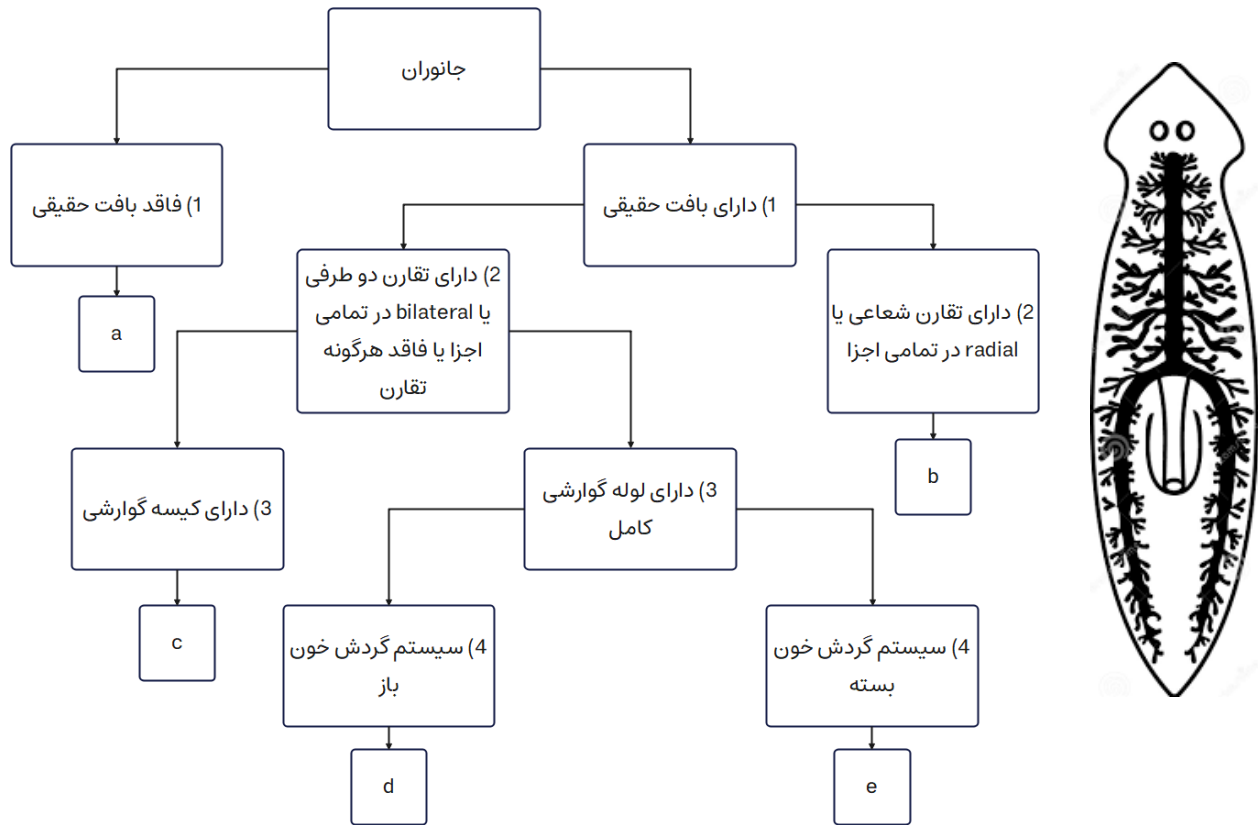 جانوران
1) فاقد بافت حقیقی
1) دارای بافت حقیقی
a
2) دارای تقارن دو طرفی
یا bilateral در تمامی
اجزا یا فاقد هرگونه
تقارن
2) دارای تقارن شعاعی یا
radial در تمامی اجزا
b
3) دارای کیسه گوارشی
3) دارای لوله گوارشی
کامل
c
4) سیستم گردش خون
باز
4) سیستم گردش خون
بسته
d
e